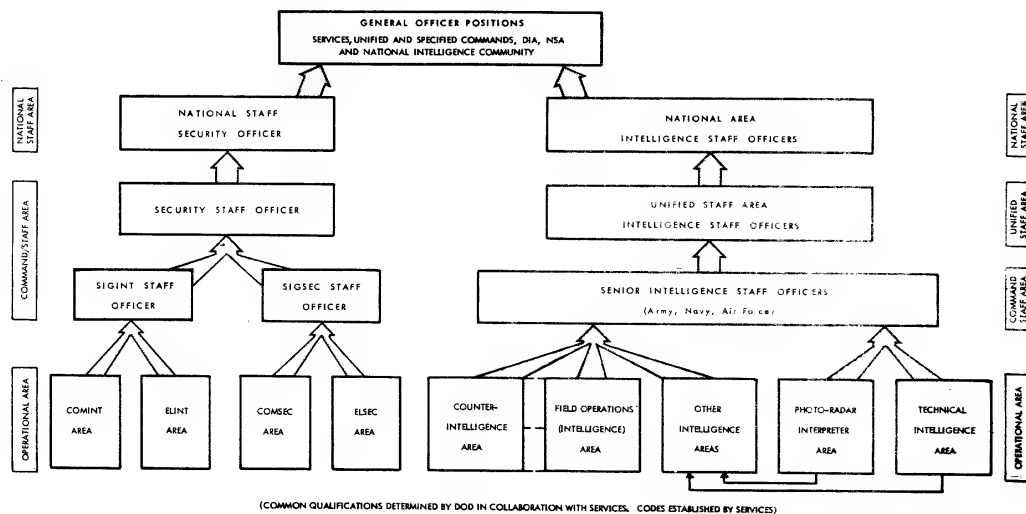 GENERAL OFFICER POSITIONS
SERVICES, UNIFIED AND SPECIFIED COMMANDS, DIA, NSA
AND NATIONAL INTELLIGENCE COMMUNITY
NATIONAL
STAFF AREA
NATIONAL STAFF
SECURITY OFFICER
NATIONAL AREA
INTELLIGENCE STAFF OFFICERS
NATIONAL
STAFF AREA
COMMAND/STAFF AREA
SECURITY STAFF OFFICER
UNIFIED STAFF AREA
INTELLIGENCE STAFF OFFICERS
UNIFIED
STAFF AREA
SIGINT STAFF
OFFICER
SIGSEC STAFF
OFFICER
SENIOR INTELLIGENCE STAFF OFFICERS
(Army, Navy, Air Force)
COMMAND
STAFF AREA
OPERATIONAL AREA
COMINT
AREA
ELINT
AREA
COMSEC
AREA
ELSEC
AREA
COUNTER-
INTELLIGENCE
AREA
FIELD OPERATIONS
(INTELLIGENCE)
AREA
OTHER
INTELLIGENCE
AREAS
PHOTO-RADAR
INTERPRETER
AREA
TECHNICAL
INTELLIGENCE
AREA
OPERATIONAL AREA
(COMMON QUALIFICATIONS DETERMINED BY DOD IN COLLABORATION WITH SERVICES. CODES ESTABLISHED BY SERVICES)